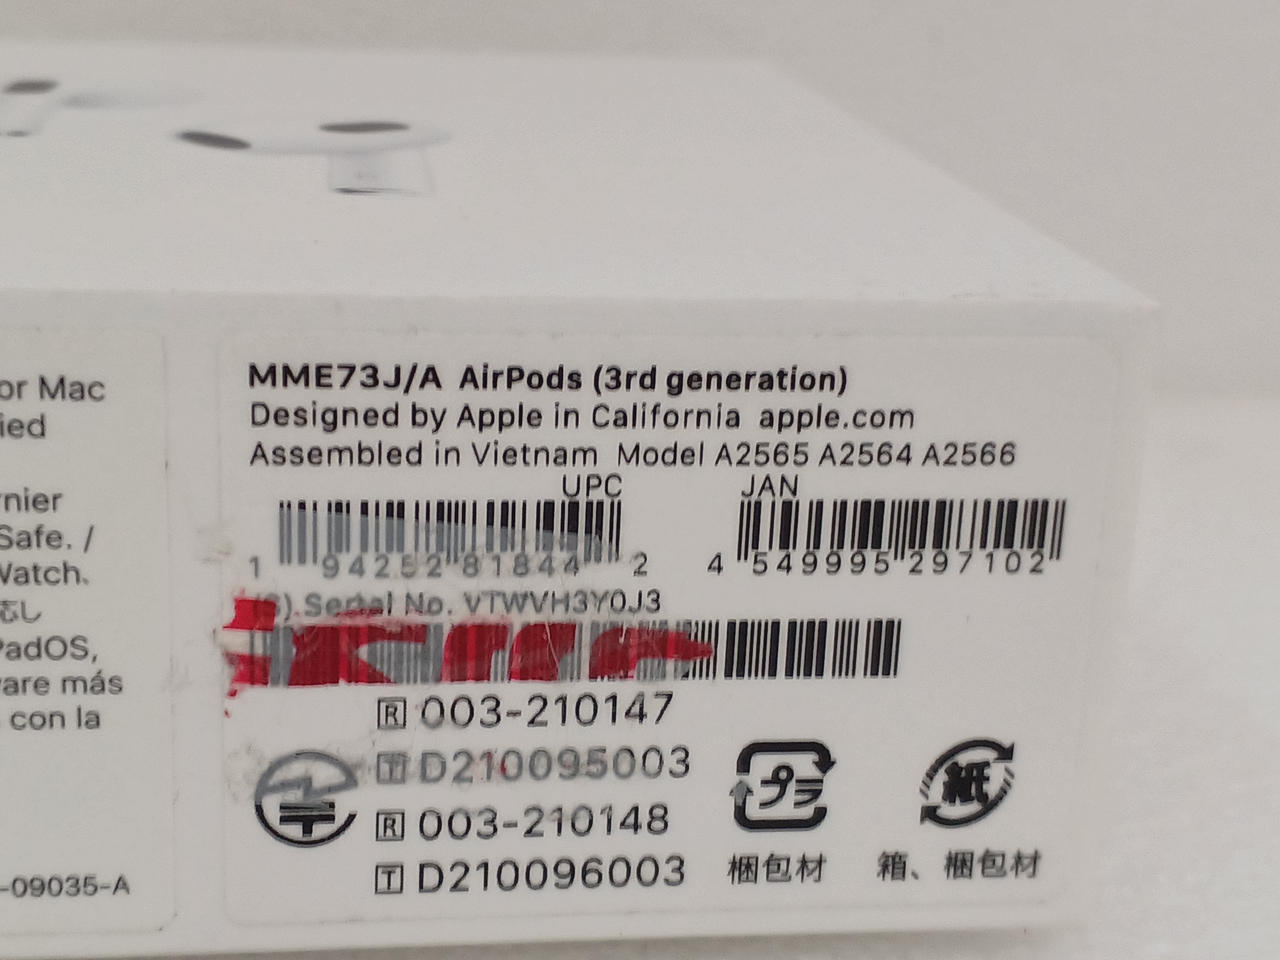 or Mac
ied
rnier
Safe. /
Watch.
応し
PadOS,
ware más
con la
-09035-A
MME73J/A AirPods (3rd generation)
Designed by Apple in California apple.com
Assembled in Vietnam Model A2565 A2564 A2566
UPC
1 94252 81844 2
JAN
4 549995 297102
(S) Serial No. VTWVH3Y0J3
R 003-210147
T D210095003
R 003-210148
T D210096003
プラ
梱包材
紙
箱、梱包材